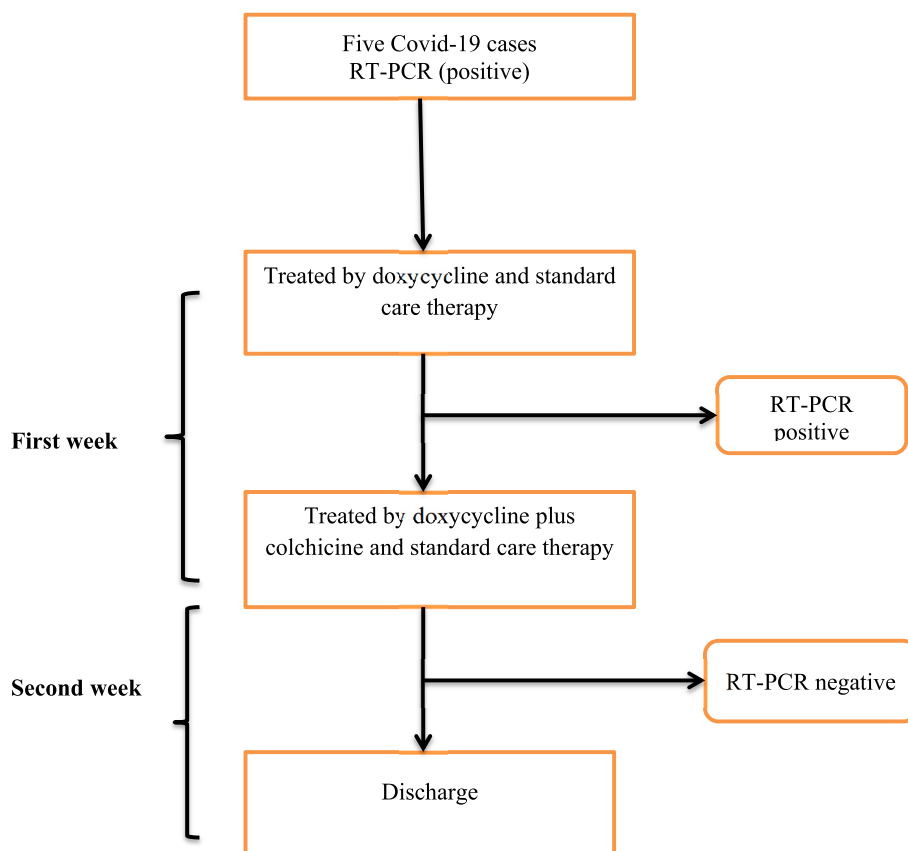 Five Covid-19 cases
RT-PCR (positive)
Treated by doxycycline and standard
care therapy
RT-PCR
positive
First week
Treated by doxycycline plus
colchicine and standard care therapy
RT-PCR negative
Second week
Discharge